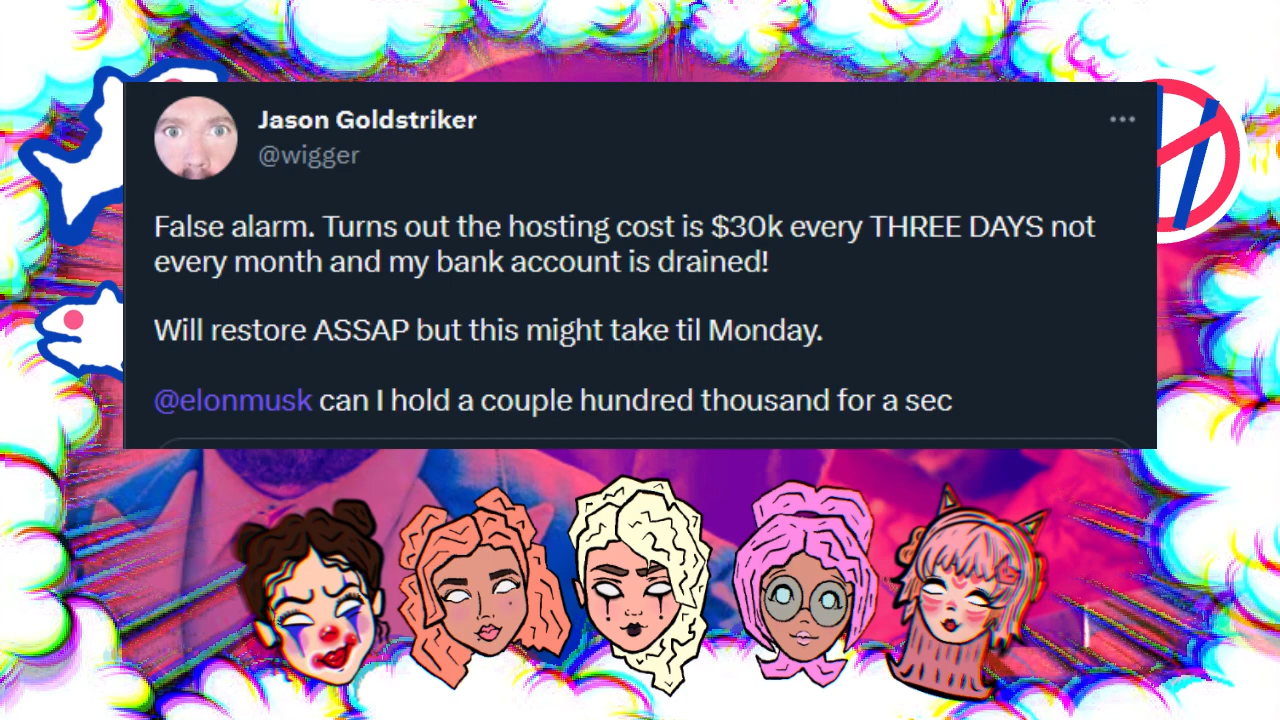 Jason Goldstriker
@wigger
False alarm. Turns out the hosting cost is $30k every THREE DAYS not
every month and my bank account is drained!
Will restore ASSAP but this might take til Monday.
@elonmusk can I hold a couple hundred thousand for a sec